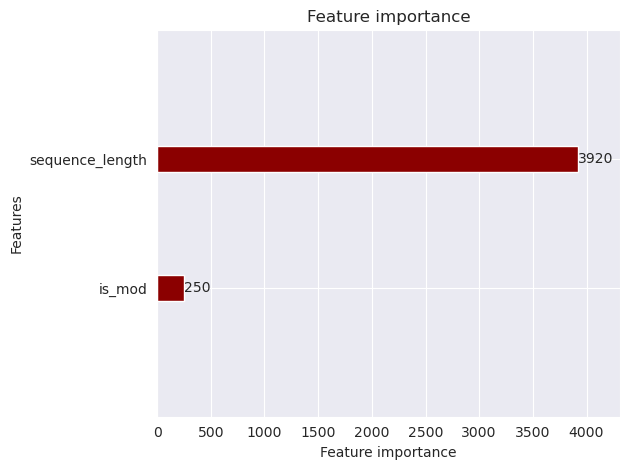 Feature importance
Features
sequence_length
3920
is_mod
250
0 500 1000 1500 2000 2500 3000 3500 4000
Feature importance